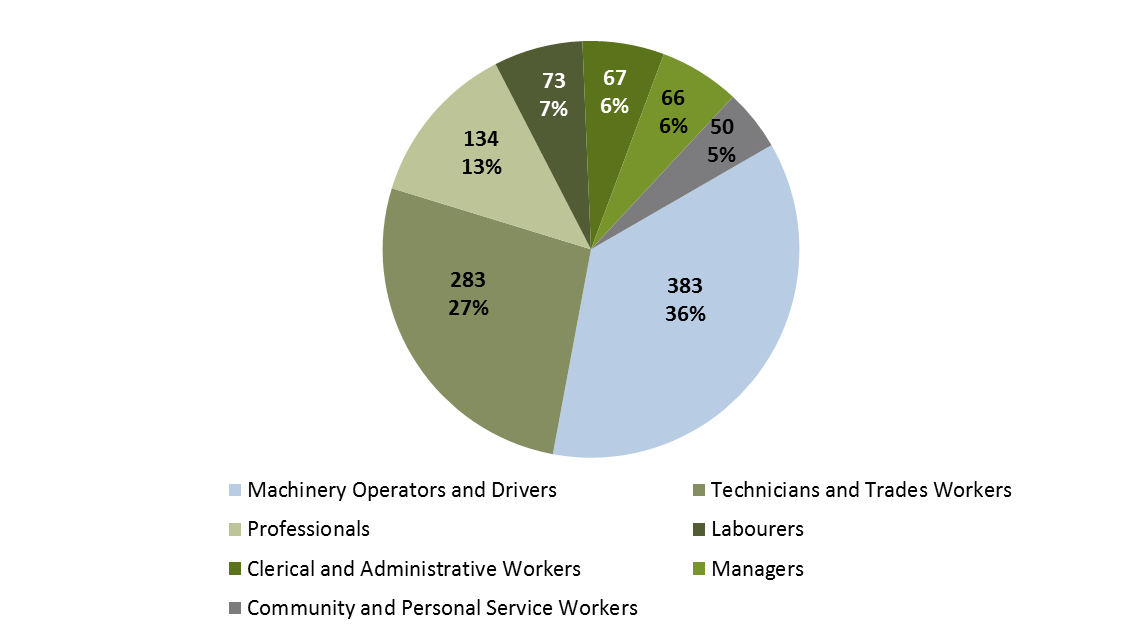 73
7%
67
6%
66
6%
50
5%
134
13%
283
27%
383
36%
Machinery Operators and Drivers
Technicians and Trades Workers
Professionals
Labourers
Clerical and Administrative Workers
Managers
Community and Personal Service Workers